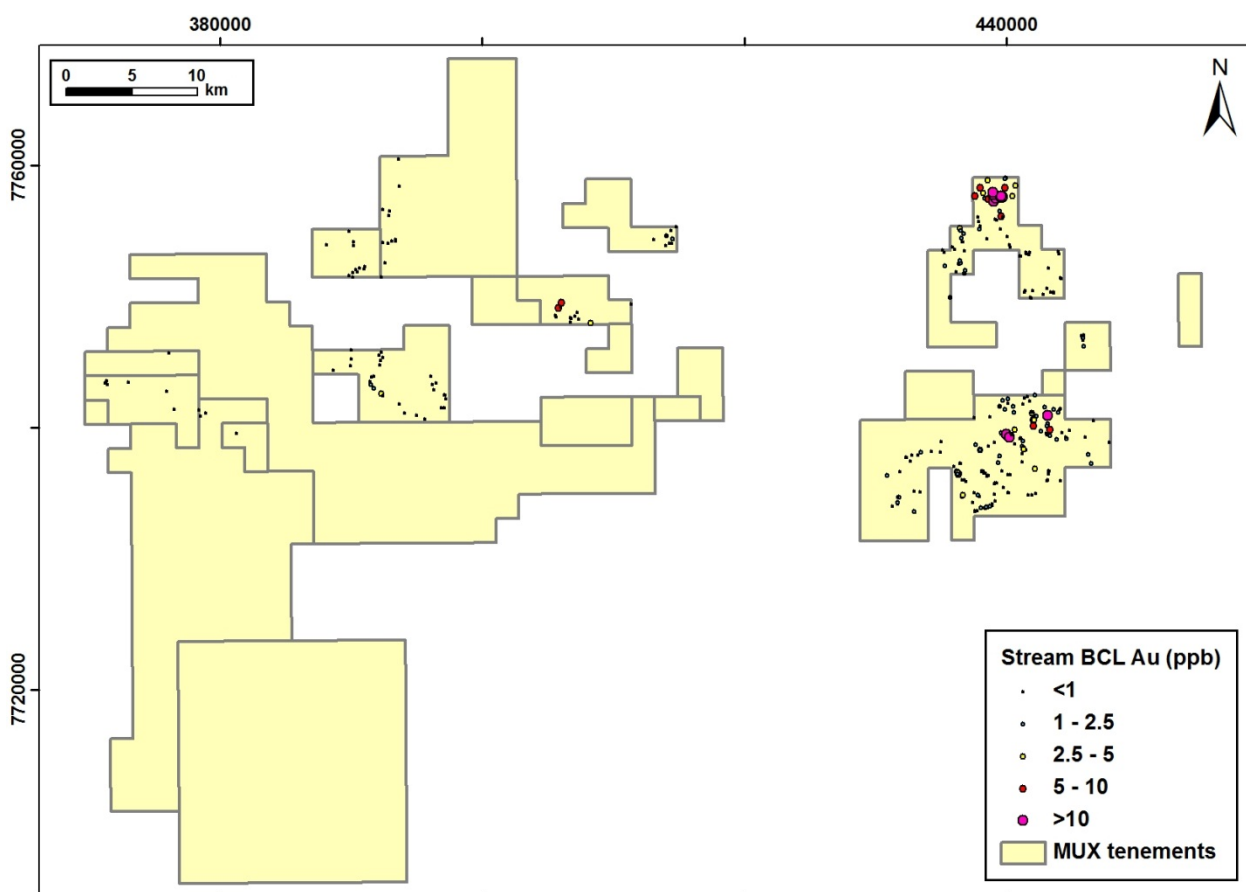 380000
440000
0 5 10
km
N
7760000
7720000
Stream BCL Au (ppb)
<1
1 - 2.5
2.5 - 5
5 - 10
>10
MUX tenements